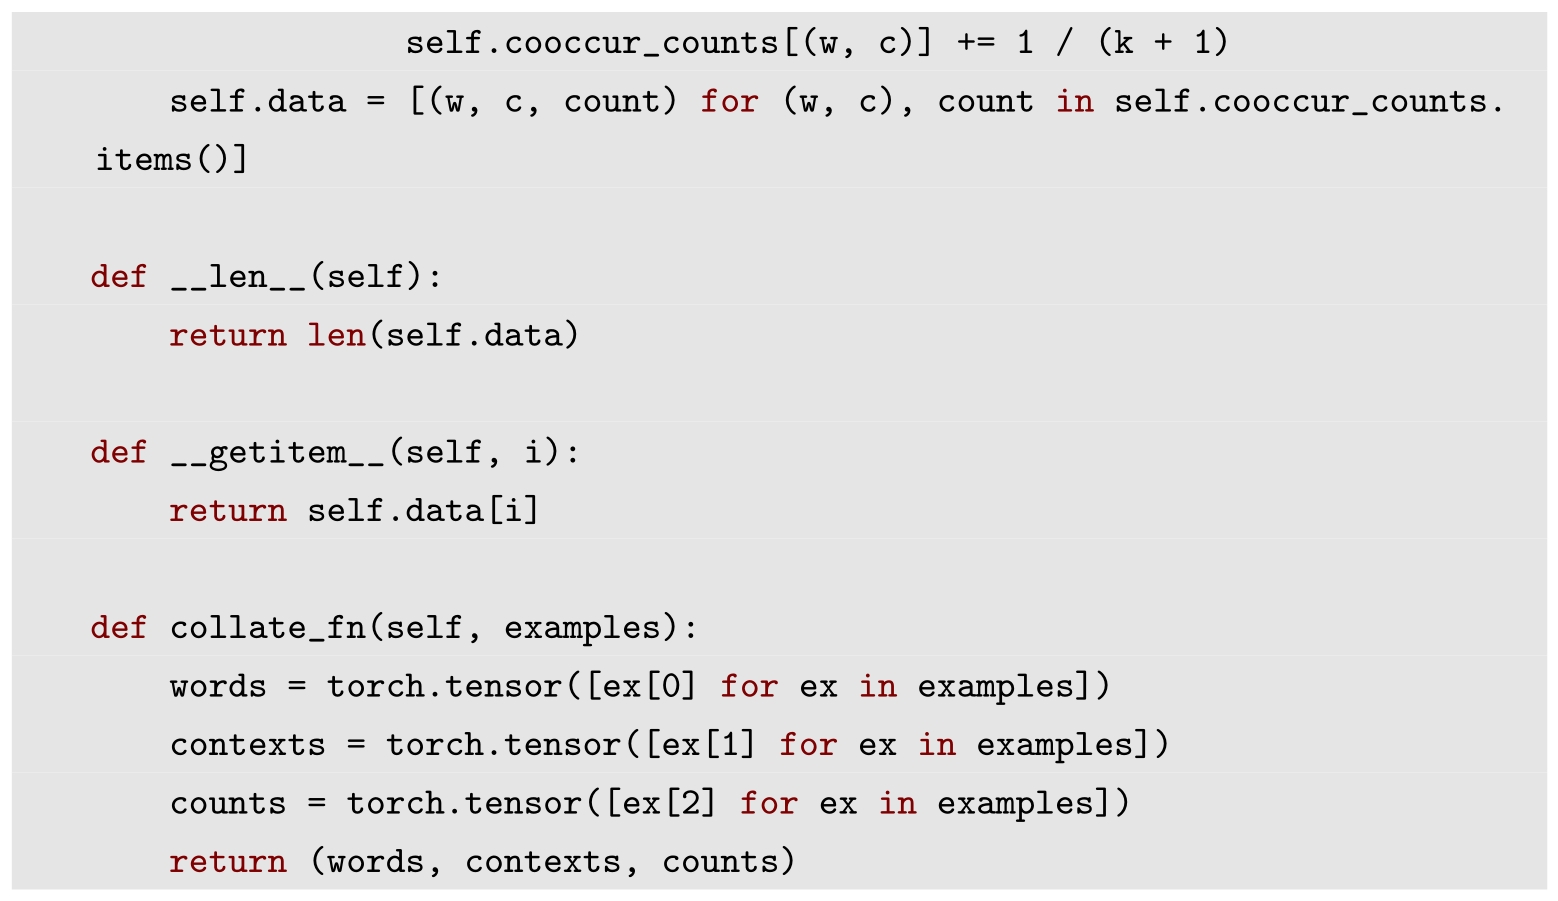 self.cooccur_counts[(w, c)] += 1 / (k + 1)
    self.data = [(w, c, count) for (w, c), count in self.cooccur_counts.
items()]

def __len__(self):
    return len(self.data)

def __getitem__(self, i):
    return self.data[i]

def collate_fn(self, examples):
    words = torch.tensor([ex[0] for ex in examples])
    contexts = torch.tensor([ex[1] for ex in examples])
    counts = torch.tensor([ex[2] for ex in examples])
    return (words, contexts, counts)